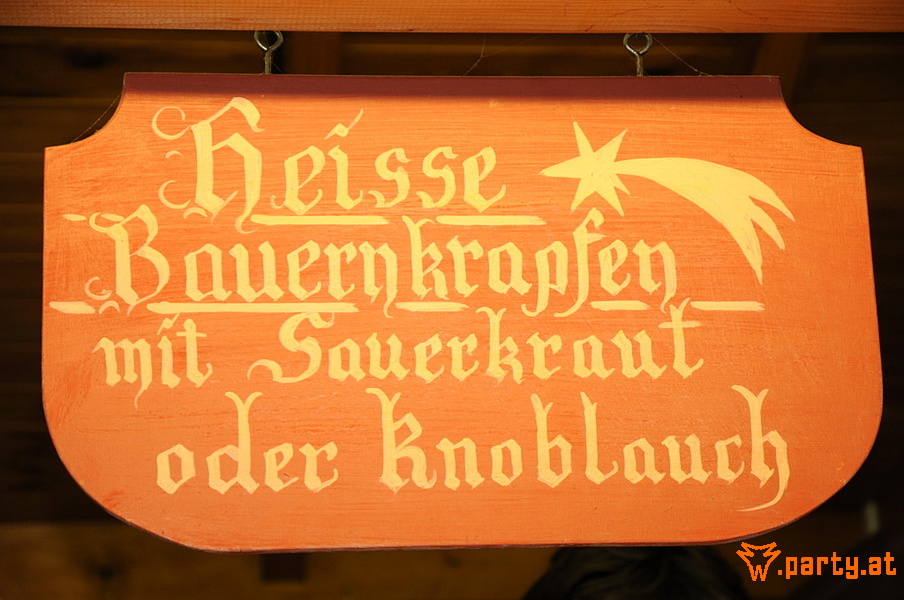 Heisse
Bauernkrapfen
mit Sauerkraut
oder Knoblauch
W.party.at